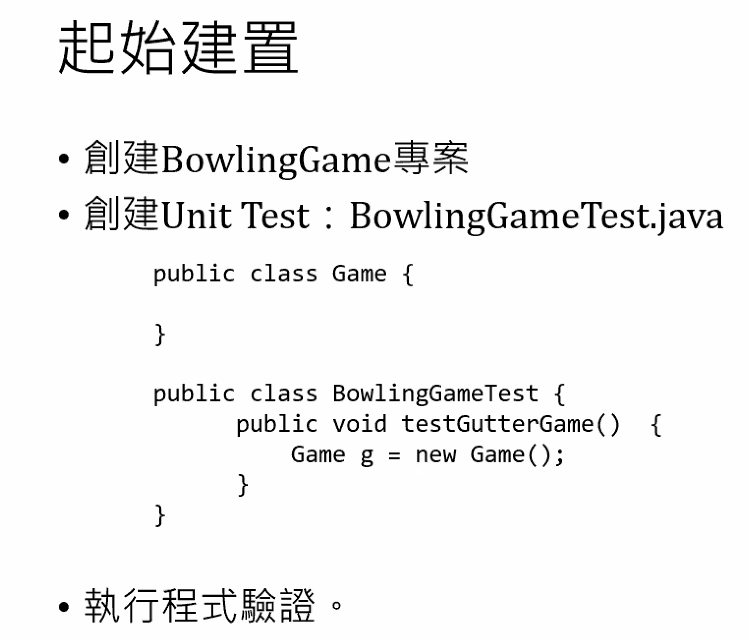 起始建置
• 創建BowlingGame專案
• 創建Unit Test：BowlingGameTest.java
public class Game {
}
public class BowlingGameTest {
public void testGutterGame()  {
Game g = new Game();
}
}
• 執行程式驗證。